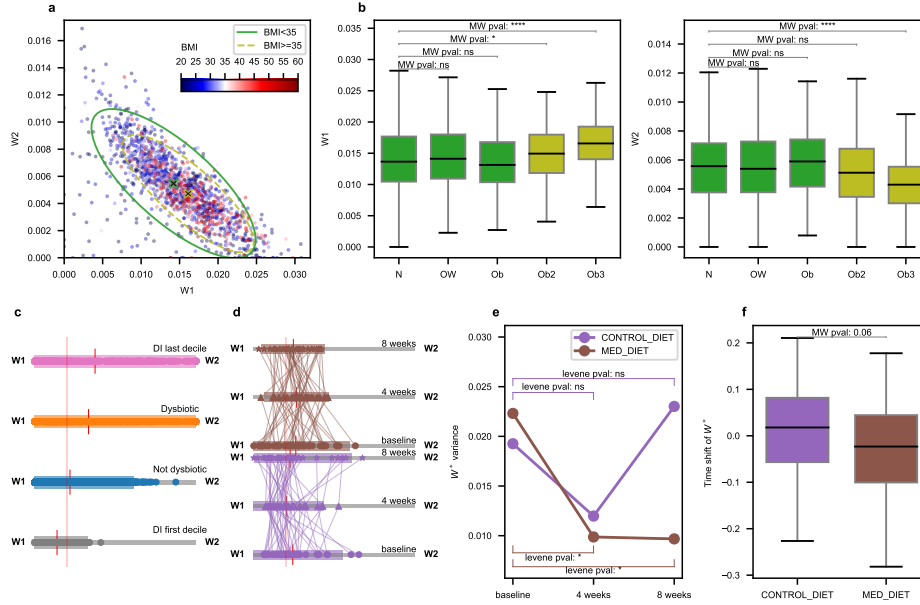 a
BMI<35
BMI>=35
BMI
20 25 30 35 40 45 50 60
0.016
0.014
0.012
0.010
0.008
0.006
0.004
0.002
0.000
W2
0.000 0.005 0.010 0.015 0.020 0.025 0.030
W1
b
MW pval: ****
MW pval: *
MW pval: ns
MW pval: ns
0.035
0.030
0.025
0.020
0.015
0.010
0.005
0.000
W1
N OW Ob Ob2 Ob3
MW pval: ****
MW pval: ns
MW pval: ns
MW pval: ns
0.014
0.012
0.010
0.008
0.006
0.004
0.002
0.000
W2
N OW Ob Ob2 Ob3
c
DI last decile
W1 W2
Dysbiotic
W1 W2
Not dysbiotic
W1 W2
DI first decile
W1 W2
d
W1 8 weeks W2
W1 4 weeks W2
W1 baseline W2
W1 8 weeks W2
W1 4 weeks W2
W1 baseline W2
e
CONTROL_DIET
MED_DIET
levene pval: ns
levene pval: ns
levene pval: *
levene pval: *
0.030
0.025
0.020
0.015
0.010
W⁺ variance
baseline 4 weeks 8 weeks
f
MW pval: 0.06
0.2
0.1
0.0
−0.1
−0.2
−0.3
Time shift of W⁺
CONTROL_DIET MED_DIET